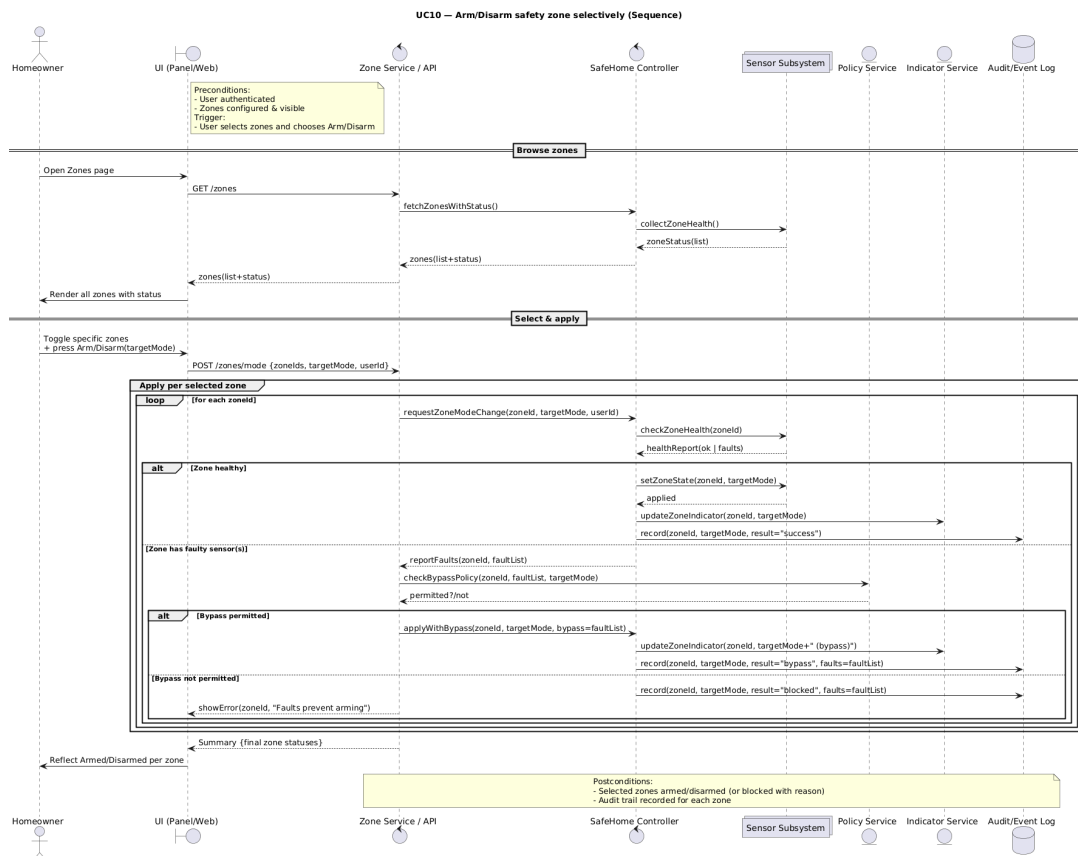 UC10 — Arm/Disarm safety zone selectively (Sequence)
Homeowner
UI (Panel/Web)
Zone Service / API
SafeHome Controller
Sensor Subsystem
Policy Service
Indicator Service
Audit/Event Log
Preconditions:
- User authenticated
- Zones configured & visible
Trigger:
- User selects zones and chooses Arm/Disarm
Browse zones
Open Zones page
GET /zones
fetchZonesWithStatus()
collectZoneHealth()
zoneStatus(list)
zones(list+status)
zones(list+status)
Render all zones with status
Select & apply
Toggle specific zones
+ press Arm/Disarm(targetMode)
POST /zones/mode {zoneIds, targetMode, userId}
Apply per selected zone
loop [for each zoneId]
requestZoneModeChange(zoneId, targetMode, userId)
checkZoneHealth(zoneId)
healthReport(ok | faults)
alt [Zone healthy]
setZoneState(zoneId, targetMode)
applied
updateZoneIndicator(zoneId, targetMode)
record(zoneId, targetMode, result="success")
[Zone has faulty sensor(s)]
reportFaults(zoneId, faultList)
checkBypassPolicy(zoneId, faultList, targetMode)
permitted?/not
alt [Bypass permitted]
applyWithBypass(zoneId, targetMode, bypass=faultList)
updateZoneIndicator(zoneId, targetMode+" (bypass)")
record(zoneId, targetMode, result="bypass", faults=faultList)
[Bypass not permitted]
record(zoneId, targetMode, result="blocked", faults=faultList)
showError(zoneId, "Faults prevent arming")
Summary {final zone statuses}
Reflect Armed/Disarmed per zone
Postconditions:
- Selected zones armed/disarmed (or blocked with reason)
- Audit trail recorded for each zone
Homeowner
UI (Panel/Web)
Zone Service / API
SafeHome Controller
Sensor Subsystem
Policy Service
Indicator Service
Audit/Event Log